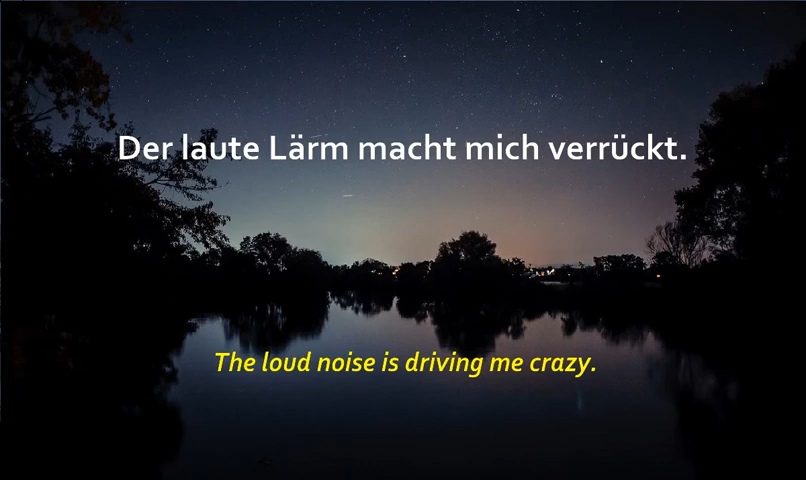 Der laute Lärm macht mich verrückt.
The loud noise is driving me crazy.